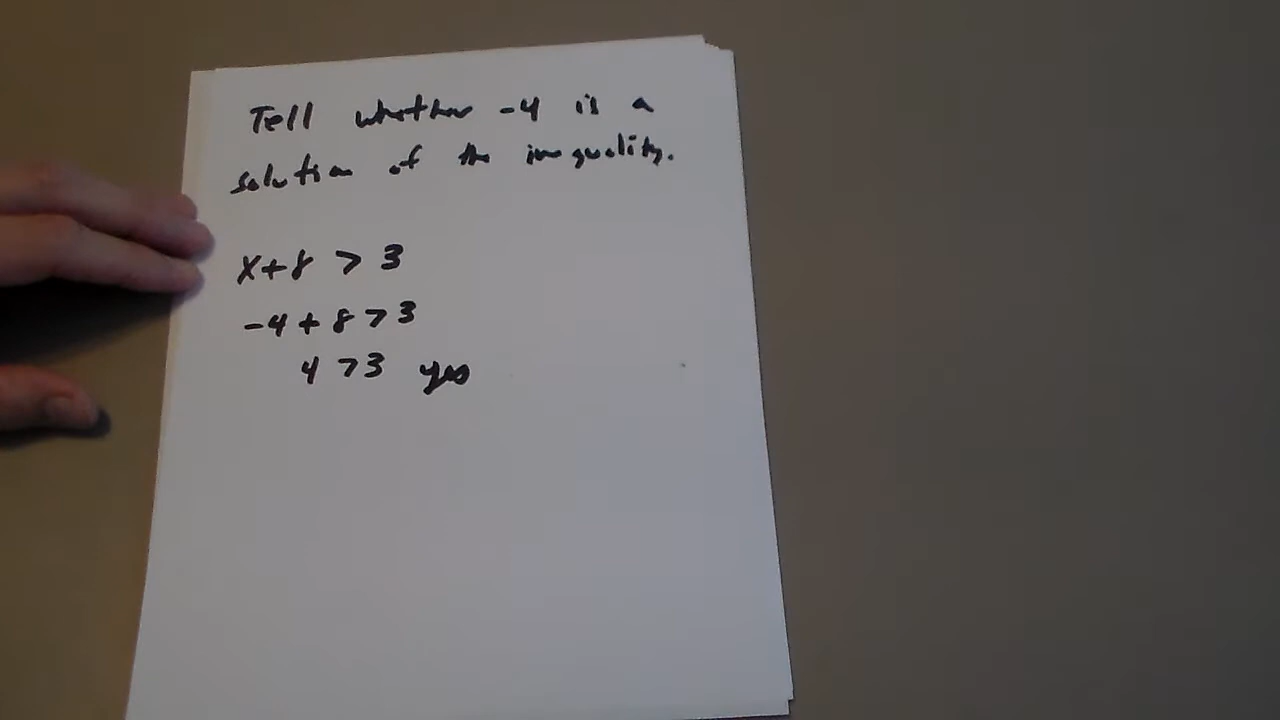 Tell whether -4 is a
solution of the inequality.
x+8 > 3
-4 + 8 > 3
4 > 3 yes